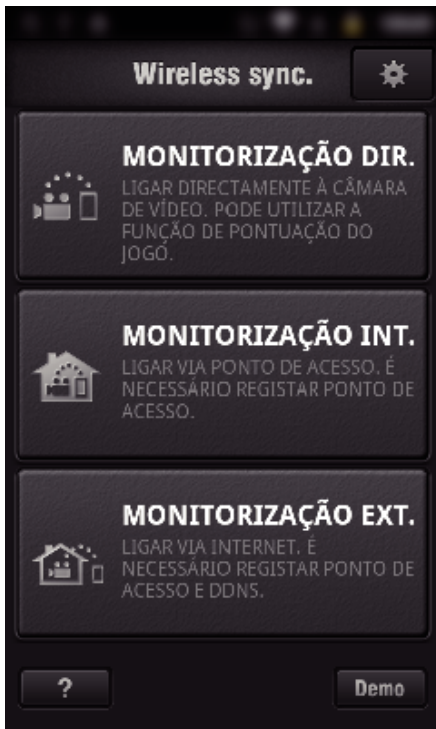 Wireless sync.
MONITORIZAÇÃO DIR.
LIGAR DIRECTAMENTE À CÂMARA
DE VÍDEO. PODE UTILIZAR A
FUNÇÃO DE PONTUAÇÃO DO
JOGO.
MONITORIZAÇÃO INT.
LIGAR VIA PONTO DE ACESSO. É
NECESSÁRIO REGISTAR PONTO DE
ACESSO.
MONITORIZAÇÃO EXT.
LIGAR VIA INTERNET. É
NECESSÁRIO REGISTAR PONTO DE
ACESSO E DDNS.
?
Demo